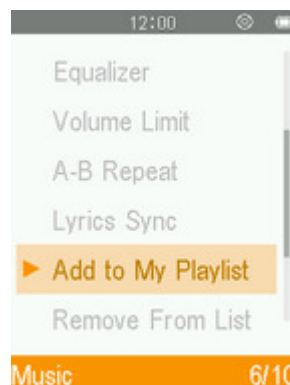 12:00
Equalizer
Volume Limit
A-B Repeat
Lyrics Sync
Add to My Playlist
Remove From List
Music 6/10